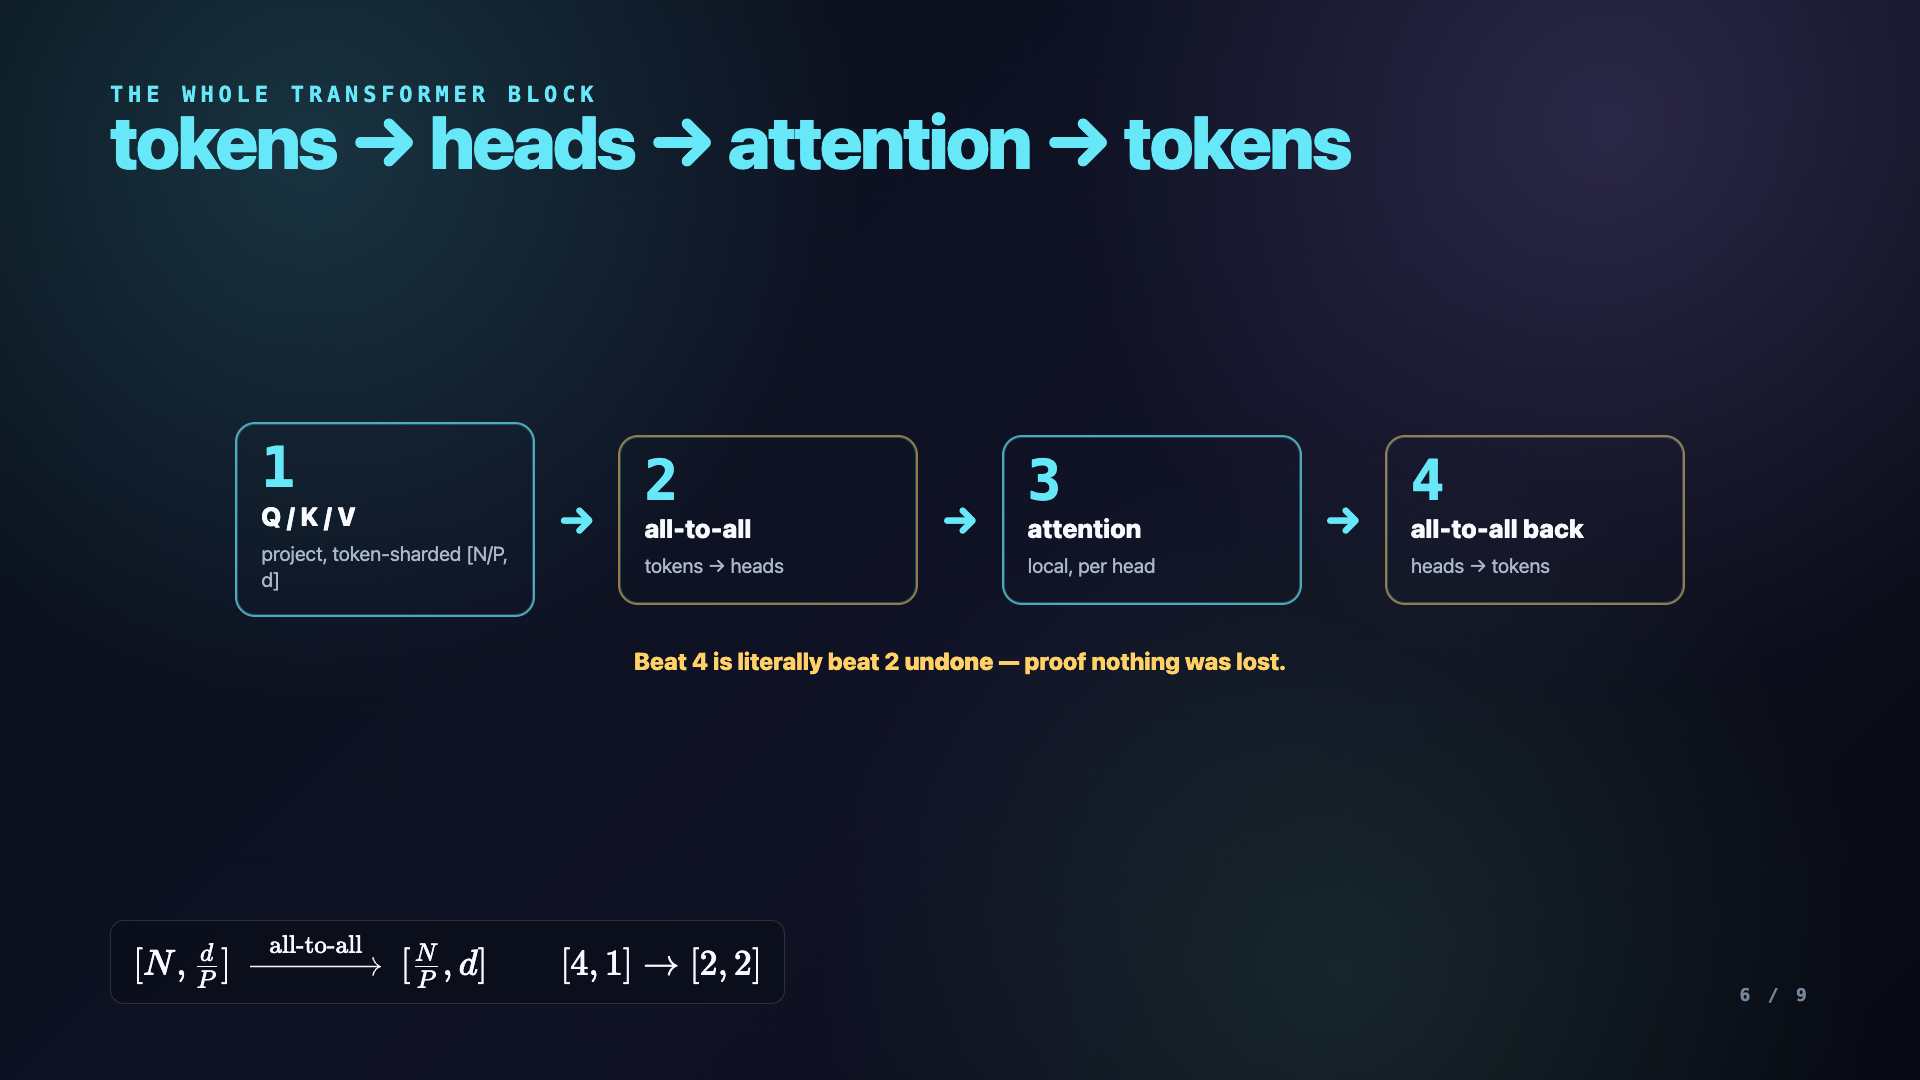 THE WHOLE TRANSFORMER BLOCK
tokens → heads → attention → tokens
1
Q / K / V
project, token-sharded [N/P,
d]
→
2
all-to-all
tokens → heads
→
3
attention
local, per head
→
4
all-to-all back
heads → tokens
Beat 4 is literally beat 2 undone — proof nothing was lost.
[N, d/P] all-to-all → [N/P, d] [4, 1] → [2, 2]
6 / 9